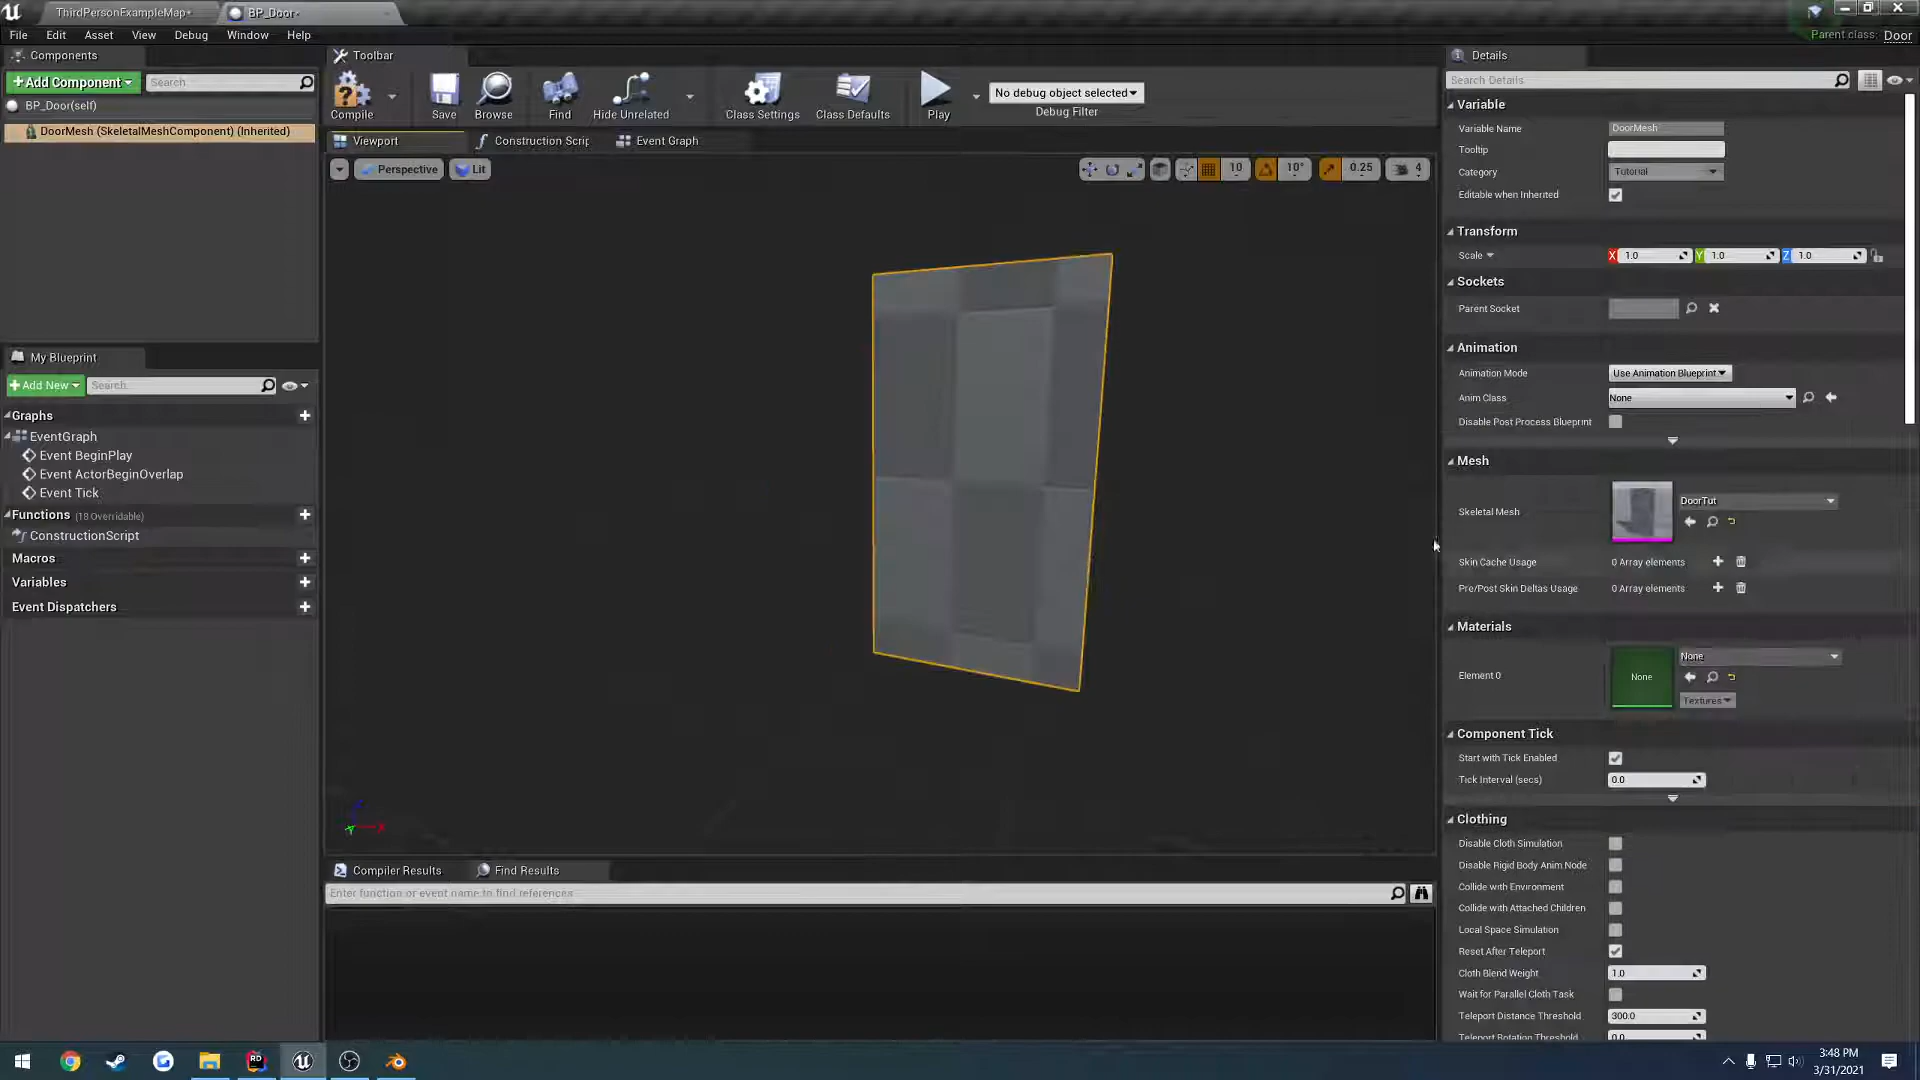 ThirdPersonExampleMap*
BP_Door*
File Edit Asset View Debug Window Help
Parent class: Door
Components
+Add Component
Search
BP_Door(self)
DoorMesh (SkeletalMeshComponent) (Inherited)
My Blueprint
+Add New
Search
Graphs
EventGraph
Event BeginPlay
Event ActorBeginOverlap
Event Tick
Functions (18 Overridable)
ConstructionScript
Macros
Variables
Event Dispatchers
Toolbar
Compile
Save
Browse
Find
Hide Unrelated
Class Settings
Class Defaults
Play
No debug object selected
Debug Filter
Viewport
Construction Scrip
Event Graph
Perspective
Lit
10
10°
0.25
4
Compiler Results
Find Results
Enter function or event name to find references
Details
Search Details
Variable
Variable Name DoorMesh
Tooltip
Category Tutorial
Editable when Inherited
Transform
Scale X 1.0 Y 1.0 Z 1.0
Sockets
Parent Socket
Animation
Animation Mode Use Animation Blueprint
Anim Class None
Disable Post Process Blueprint
Mesh
Skeletal Mesh DoorTut
Skin Cache Usage 0 Array elements
Pre/Post Skin Deltas Usage 0 Array elements
Materials
Element 0 None None
Textures
Component Tick
Start with Tick Enabled
Tick Interval (secs) 0.0
Clothing
Disable Cloth Simulation
Disable Rigid Body Anim Node
Collide with Environment
Collide with Attached Children
Local Space Simulation
Reset After Teleport
Cloth Blend Weight 1.0
Wait for Parallel Cloth Task
Teleport Distance Threshold 300.0
Teleport Rotation Threshold 0.0
3:48 PM
3/31/2021